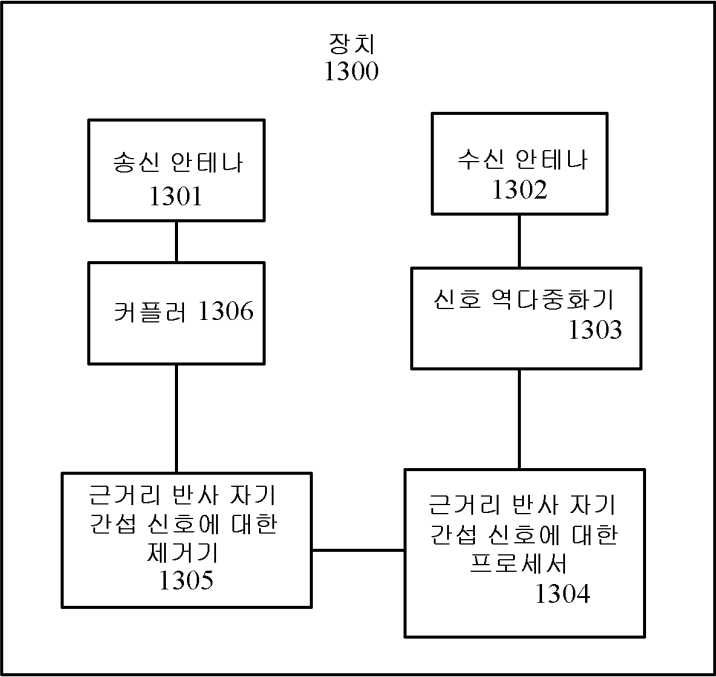 장치
1300
송신 안테나
1301
수신 안테나
1302
커플러 1306
신호 역다중화기
1303
근거리 반사 자기
간섭 신호에 대한
제거기
1305
근거리 반사 자기
간섭 신호에 대한
프로세서
1304